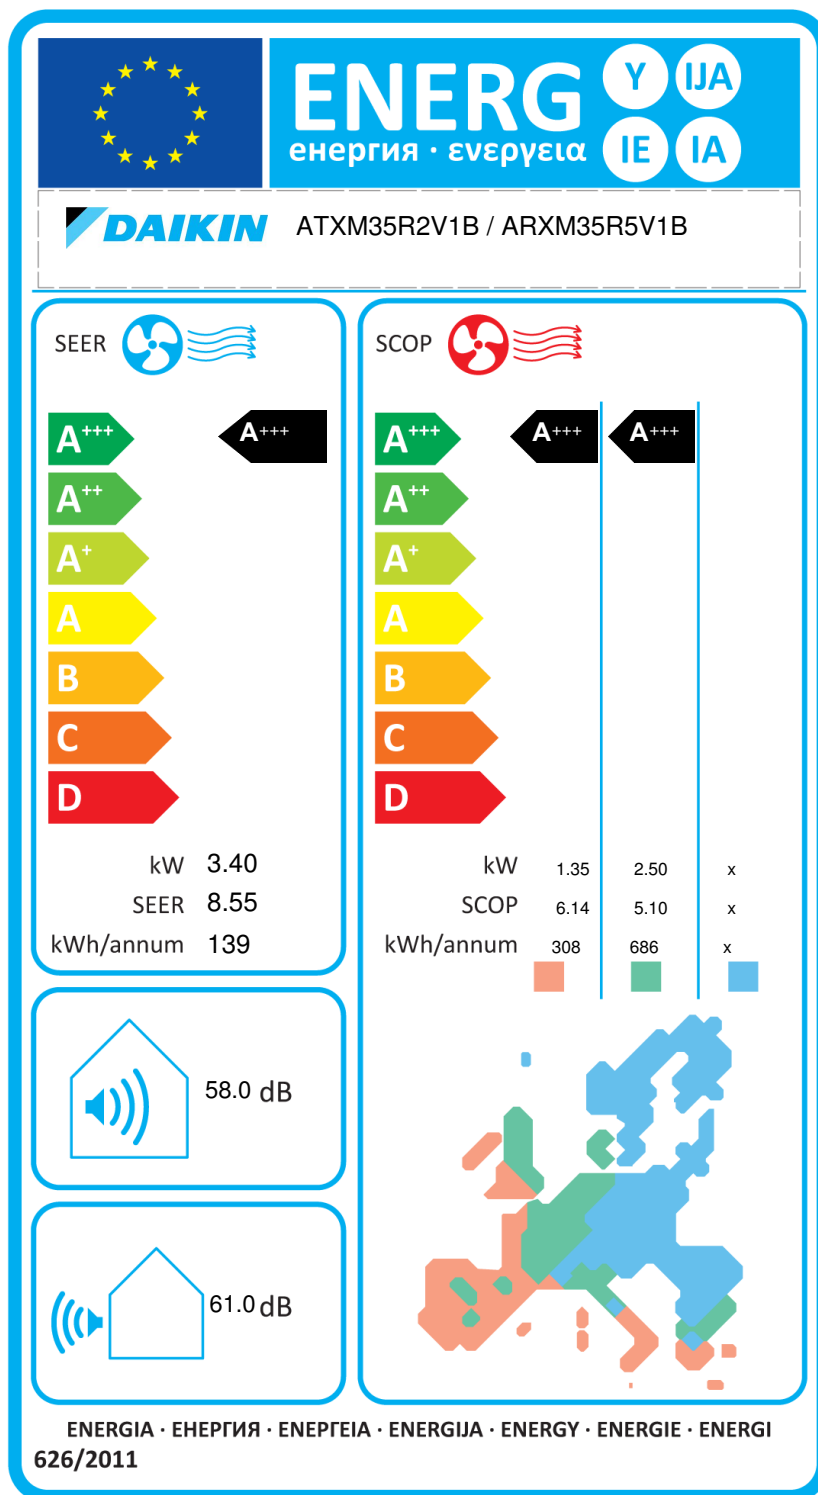 ENERG Y IJA
енергия · ενεργεια IE IA
DAIKIN ATXM35R2V1B / ARXM35R5V1B
SEER
A+++ A+++
A++
A+
A
B
C
D
kW 3.40
SEER 8.55
kWh/annum 139
SCOP
A+++ A+++ A+++
A++
A+
A
B
C
D
kW 1.35 2.50 x
SCOP 6.14 5.10 x
kWh/annum 308 686 x
58.0 dB
61.0 dB
ENERGIA · ЕНЕРГИЯ · ΕΝΕΡΓΕΙΑ · ENERGIJA · ENERGY · ENERGIE · ENERGI
626/2011